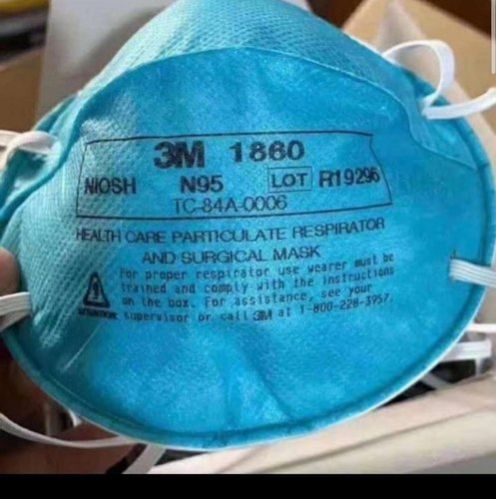 3M 1860
NIOSH N95 LOT R19296
TC-84A-0006
HEALTH CARE PARTICULATE RESPIRATOR
AND SURGICAL MASK
For proper respirator use wearer must be
trained and comply with the instructions
on the box. For assistance, see your
supervisor or call 3M at 1-800-228-3957.
ATTENTION